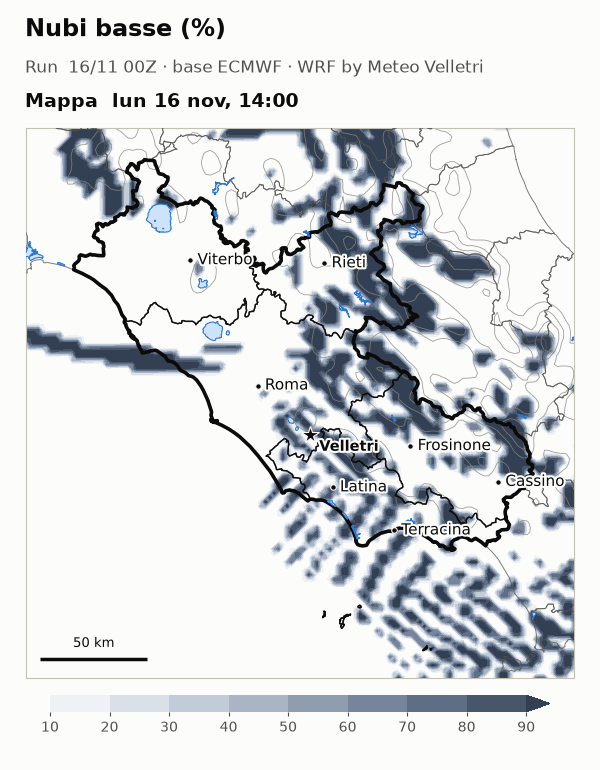 Nubi basse (%)
Run 16/11 00Z · base ECMWF · WRF by Meteo Velletri
Mappa lun 16 nov, 14:00
Viterbo
Rieti
Roma
Velletri
Frosinone
Cassino
Latina
Terracina
50 km
10 20 30 40 50 60 70 80 90